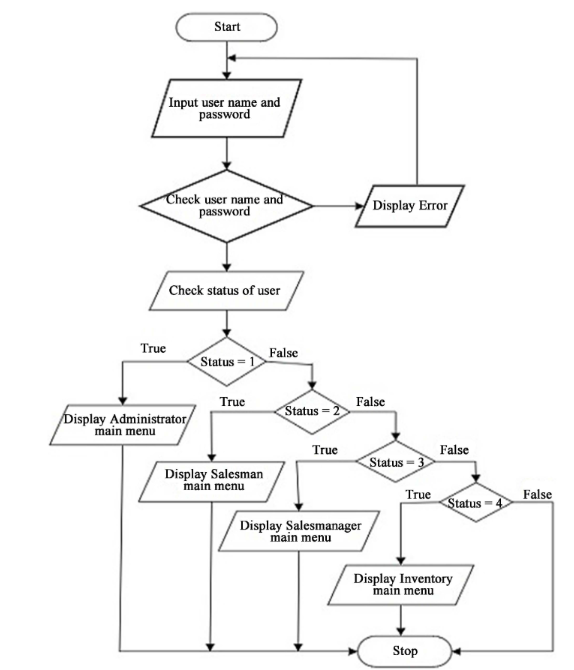 Start
Input user name and
password
Check user name and
password
Display Error
Check status of user
True
Status = 1
False
Display Administrator
main menu
True
Status = 2
False
Display Salesman
main menu
True
Status = 3
False
Display Salesmanager
main menu
True
Status = 4
False
Display Inventory
main menu
Stop